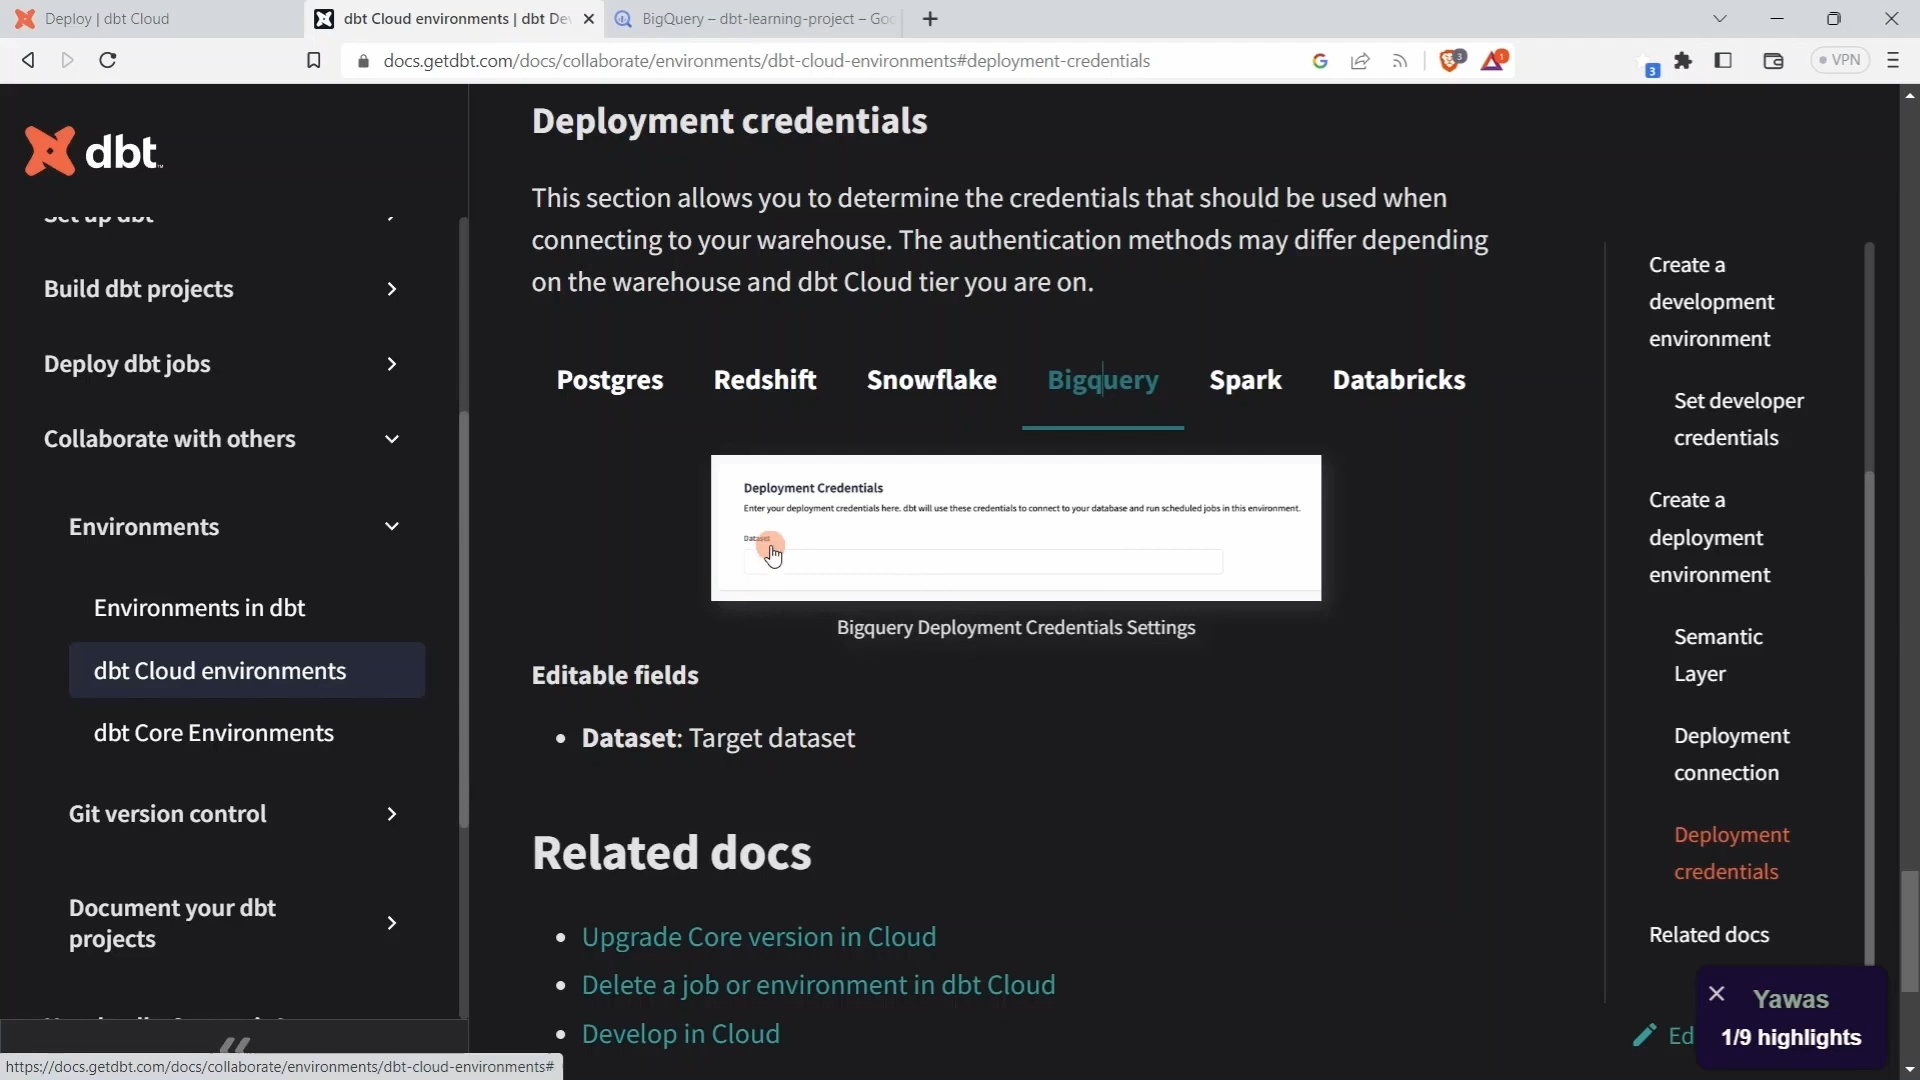 Deploy | dbt Cloud
dbt Cloud environments | dbt De
BigQuery – dbt-learning-project – Goo
docs.getdbt.com/docs/collaborate/environments/dbt-cloud-environments#deployment-credentials
3
1
3
VPN
dbt
Set up dbt
Build dbt projects
Deploy dbt jobs
Collaborate with others
Environments
Environments in dbt
dbt Cloud environments
dbt Core Environments
Git version control
Document your dbt
projects
https://docs.getdbt.com/docs/collaborate/environments/dbt-cloud-environments#
Deployment credentials
This section allows you to determine the credentials that should be used when
connecting to your warehouse. The authentication methods may differ depending
on the warehouse and dbt Cloud tier you are on.
Postgres Redshift Snowflake Bigquery Spark Databricks
Deployment Credentials
Enter your deployment credentials here. dbt will use these credentials to connect to your database and run scheduled jobs in this environment.
Dataset
Bigquery Deployment Credentials Settings
Editable fields
• Dataset: Target dataset
Related docs
• Upgrade Core version in Cloud
• Delete a job or environment in dbt Cloud
• Develop in Cloud
Create a
development
environment
Set developer
credentials
Create a
deployment
environment
Semantic
Layer
Deployment
connection
Deployment
credentials
Related docs
Ed
Yawas
1/9 highlights